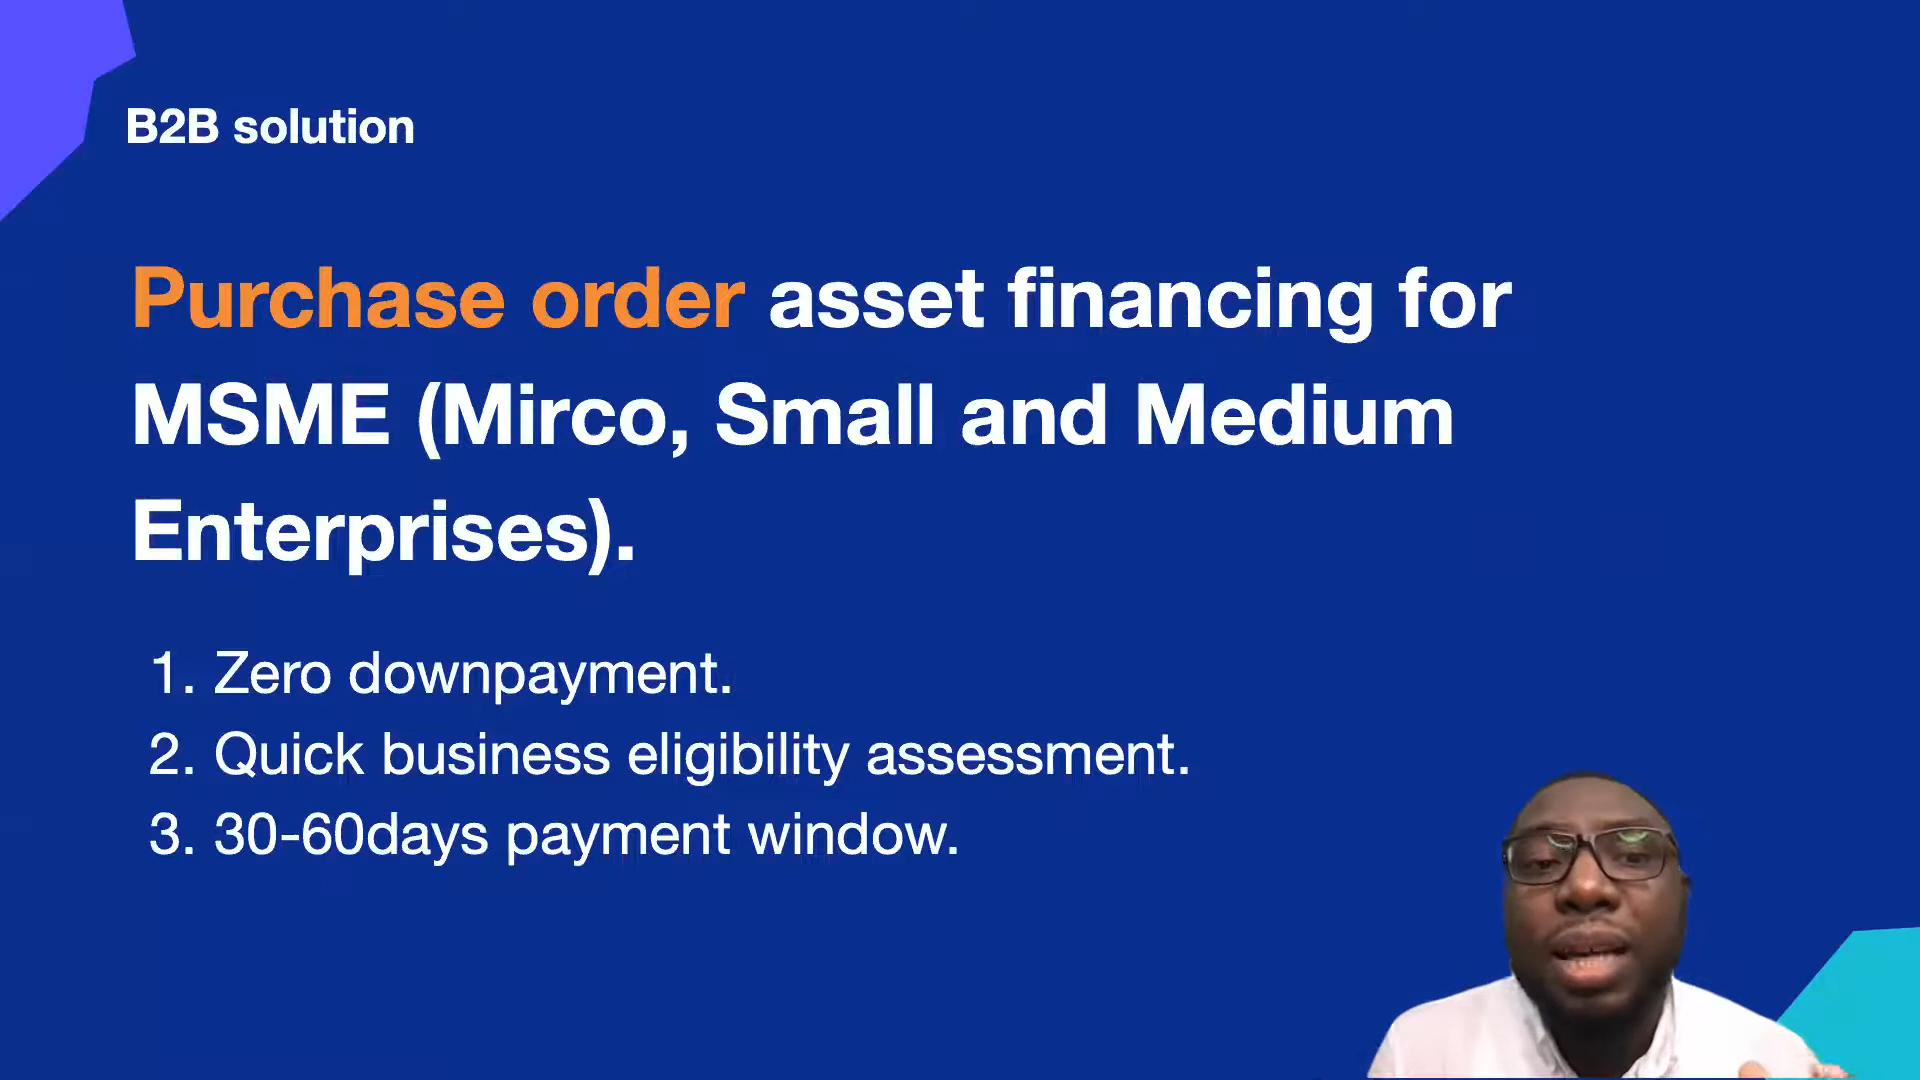 B2B solution
Purchase order asset financing for
MSME (Mirco, Small and Medium
Enterprises).
1. Zero downpayment.
2. Quick business eligibility assessment.
3. 30-60days payment window.